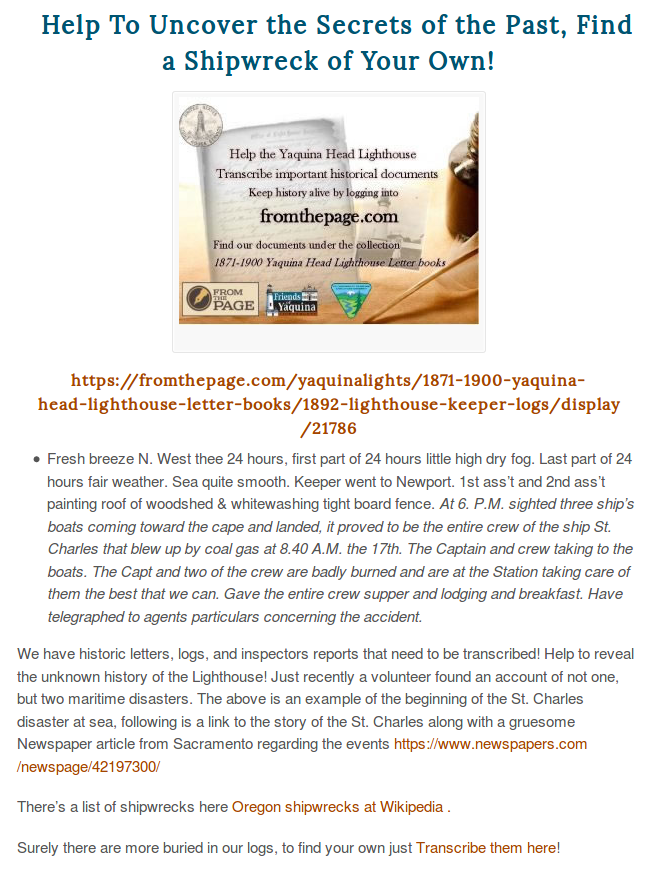 Help To Uncover the Secrets of the Past, Find
a Shipwreck of Your Own!
Help the Yaquina Head Lighthouse
Transcribe important historical documents
Keep history alive by logging into
fromthepage.com
Find our documents under the collection
1871-1900 Yaquina Head Lighthouse Letter books
FROM
THE
PAGE
Friends
of
Yaquina
https://fromthepage.com/yaquinalights/1871-1900-yaquina-
head-lighthouse-letter-books/1892-lighthouse-keeper-logs/display
/21786
• Fresh breeze N. West thee 24 hours, first part of 24 hours little high dry fog. Last part of 24
hours fair weather. Sea quite smooth. Keeper went to Newport. 1st ass't and 2nd ass't
painting roof of woodshed & whitewashing tight board fence. At 6. P.M. sighted three ship's
boats coming toward the cape and landed, it proved to be the entire crew of the ship St.
Charles that blew up by coal gas at 8.40 A.M. the 17th. The Captain and crew taking to the
boats. The Capt and two of the crew are badly burned and are at the Station taking care of
them the best that we can. Gave the entire crew supper and lodging and breakfast. Have
telegraphed to agents particulars concerning the accident.
We have historic letters, logs, and inspectors reports that need to be transcribed! Help to reveal
the unknown history of the Lighthouse! Just recently a volunteer found an account of not one,
but two maritime disasters. The above is an example of the beginning of the St. Charles
disaster at sea, following is a link to the story of the St. Charles along with a gruesome
Newspaper article from Sacramento regarding the events https://www.newspapers.com
/newspage/42197300/
There's a list of shipwrecks here Oregon shipwrecks at Wikipedia .
Surely there are more buried in our logs, to find your own just Transcribe them here!